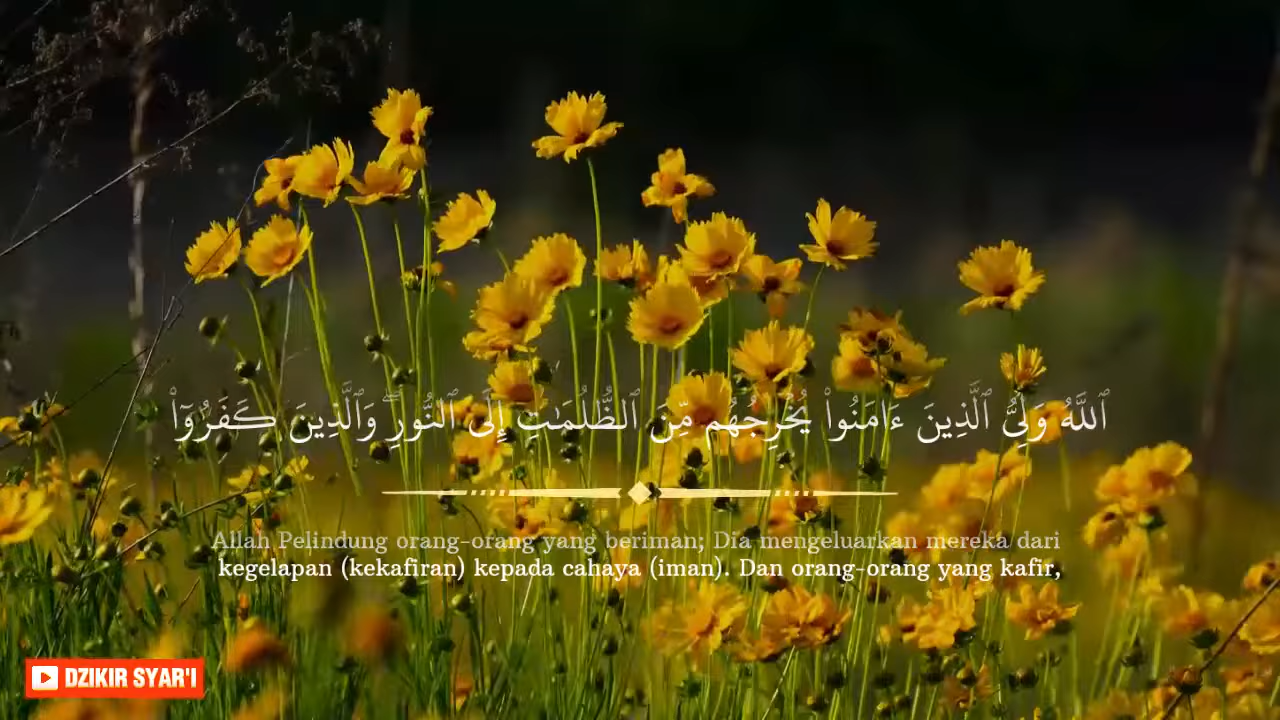 ٱللَّهُ وَلِىُّ ٱلَّذِينَ ءَامَنُوا۟ يُخْرِجُهُم مِّنَ ٱلظُّلُمَٰتِ إِلَى ٱلنُّورِ ۖ وَٱلَّذِينَ كَفَرُوٓا۟
Allah Pelindung orang-orang yang beriman; Dia mengeluarkan mereka dari
kegelapan (kekafiran) kepada cahaya (iman). Dan orang-orang yang kafir,
DZIKIR SYAR'I